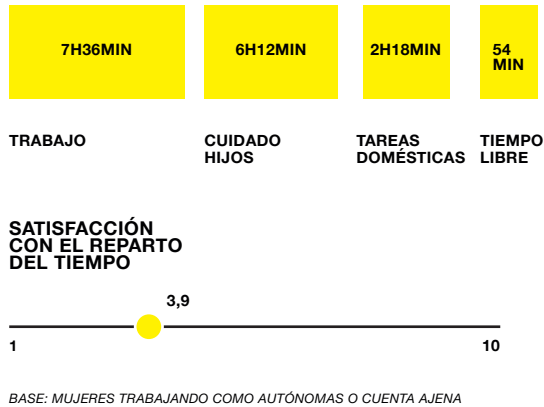 7H36MIN
6H12MIN
2H18MIN
54
MIN
TRABAJO
CUIDADO
HIJOS
TAREAS
DOMÉSTICAS
TIEMPO
LIBRE
SATISFACCIÓN
CON EL REPARTO
DEL TIEMPO
3,9
1
10
BASE: MUJERES TRABAJANDO COMO AUTÓNOMAS O CUENTA AJENA